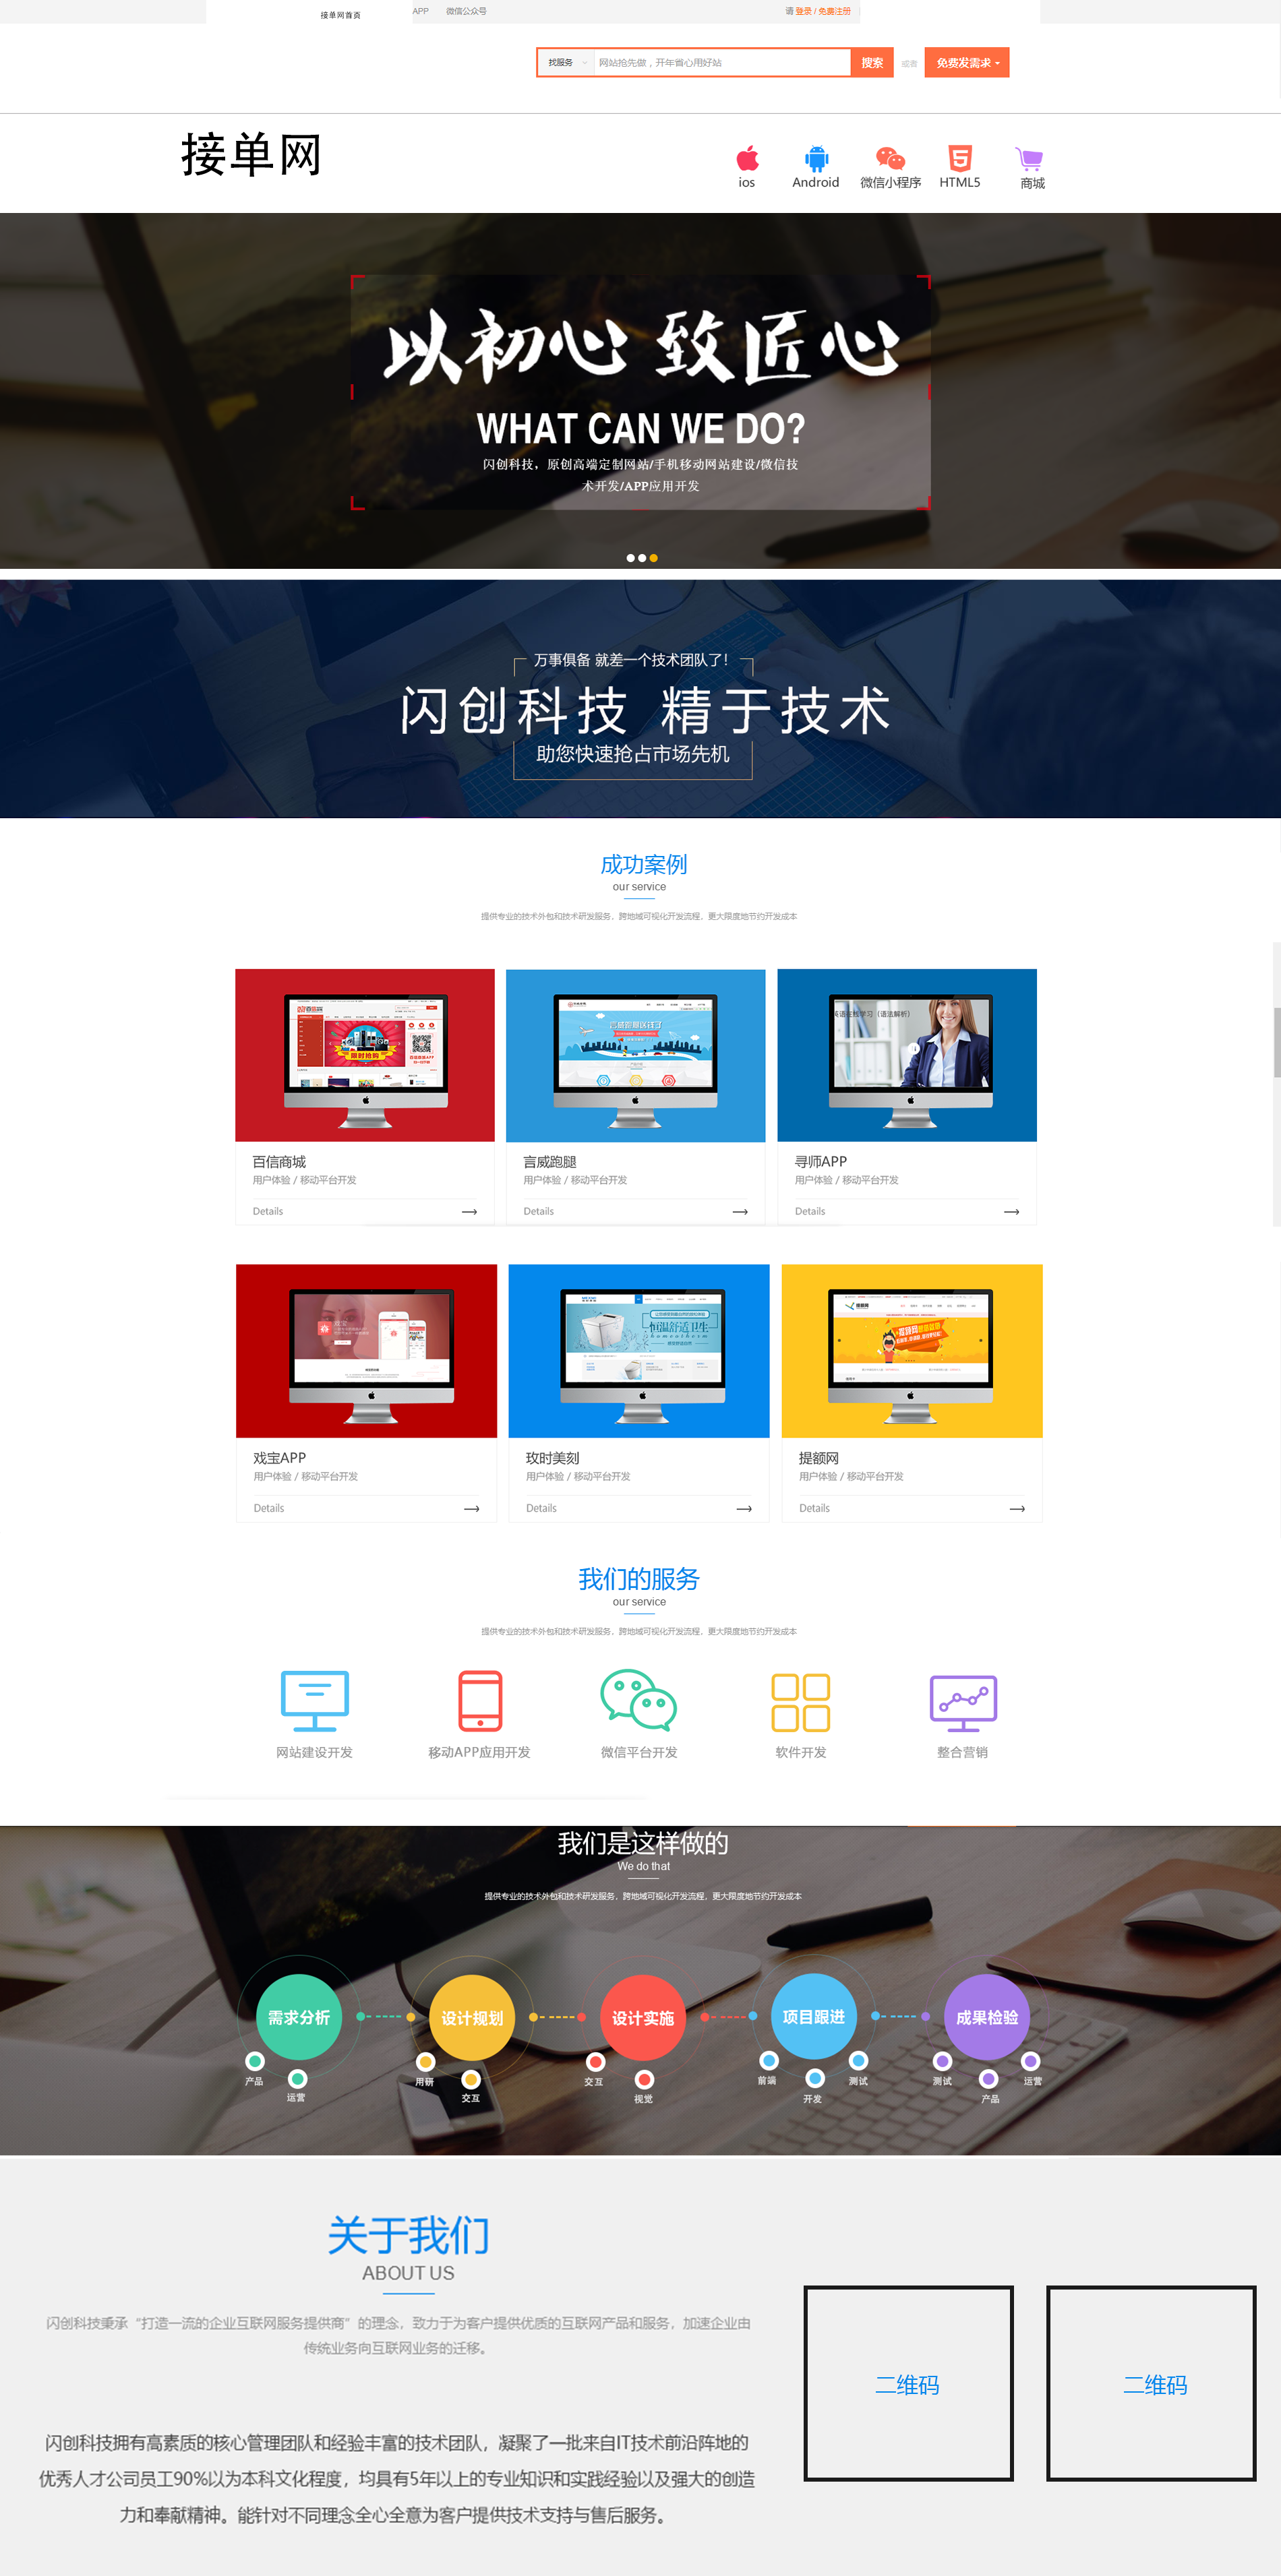 接单网首页 APP 微信公众号 请 登录 / 免费注册
找服务 网站抢先做，开年省心用好站 搜索 或者 免费发需求
接单网
ios Android 微信小程序 HTML5 商城
以初心 致匠心
WHAT CAN WE DO?
闪创科技，原创高端定制网站/手机移动网站建设/微信技
术开发/APP应用开发
万事俱备 就差一个技术团队了！
闪创科技 精于技术
助您快速抢占市场先机
成功案例
our service
提供专业的技术外包和技术研发服务，跨地域可视化开发流程，更大限度地节约开发成本
限时抢购
英语在线学习（语法解析）
百信商城 言威跑腿 寻师APP
用户体验 / 移动平台开发 用户体验 / 移动平台开发 用户体验 / 移动平台开发
Details Details Details
戏宝
恒温舒适卫生
提额网
戏宝APP 玫时美刻 提额网
用户体验 / 移动平台开发 用户体验 / 移动平台开发 用户体验 / 移动平台开发
Details Details Details
我们的服务
our service
提供专业的技术外包和技术研发服务，跨地域可视化开发流程，更大限度地节约开发成本
网站建设开发 移动APP应用开发 微信平台开发 软件开发 整合营销
我们是这样做的
We do that
提供专业的技术外包和技术研发服务，跨地域可视化开发流程，更大限度地节约开发成本
需求分析 设计规划 设计实施 项目跟进 成果检验
产品 用研 交互 前端 测试 测试 运营
运营 交互 视觉 开发 产品
关于我们
ABOUT US
闪创科技秉承“打造一流的企业互联网服务提供商”的理念，致力于为客户提供优质的互联网产品和服务，加速企业由
传统业务向互联网业务的迁移。
二维码 二维码
闪创科技拥有高素质的核心管理团队和经验丰富的技术团队，凝聚了一批来自IT技术前沿阵地的
优秀人才公司员工90%以为本科文化程度，均具有5年以上的专业知识和实践经验以及强大的创造
力和奉献精神。能针对不同理念全心全意为客户提供技术支持与售后服务。